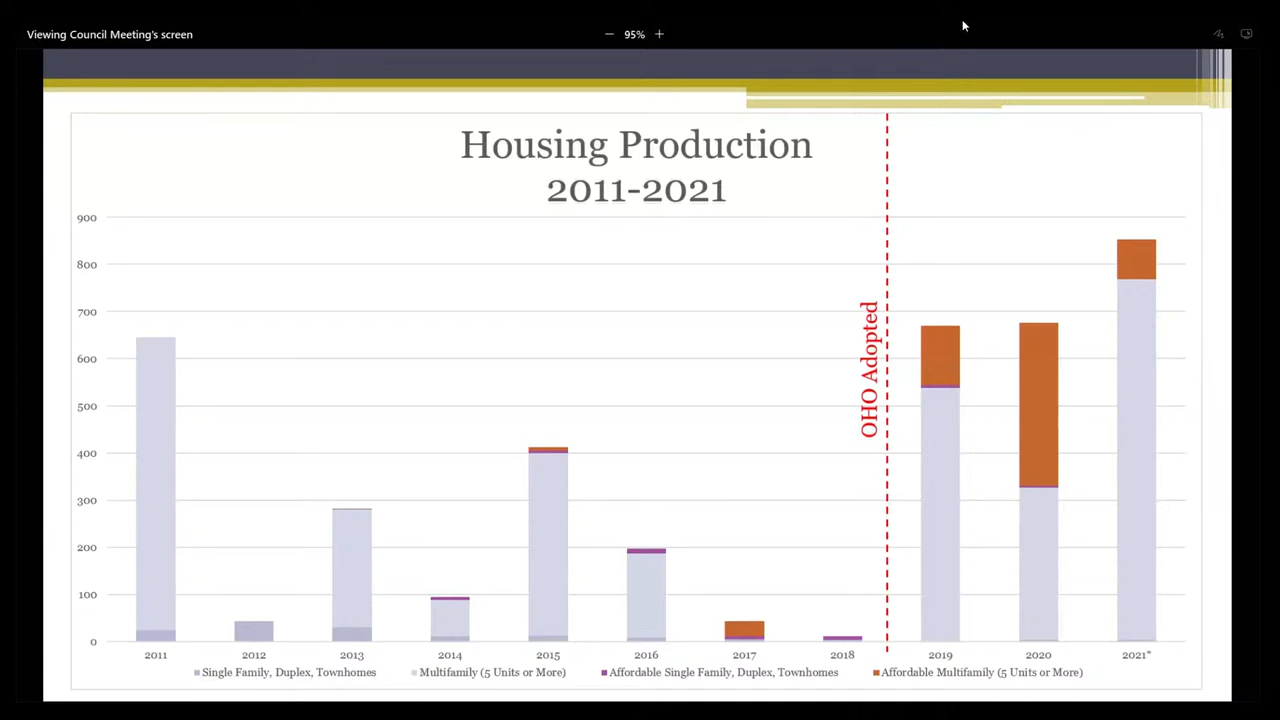 Viewing Council Meeting's screen
95%
Housing Production
2011-2021
900
800
700
600
500
400
300
200
100
0
OHO Adopted
2011 2012 2013 2014 2015 2016 2017 2018 2019 2020 2021*
Single Family, Duplex, Townhomes Multifamily (5 Units or More) Affordable Single Family, Duplex, Townhomes Affordable Multifamily (5 Units or More)